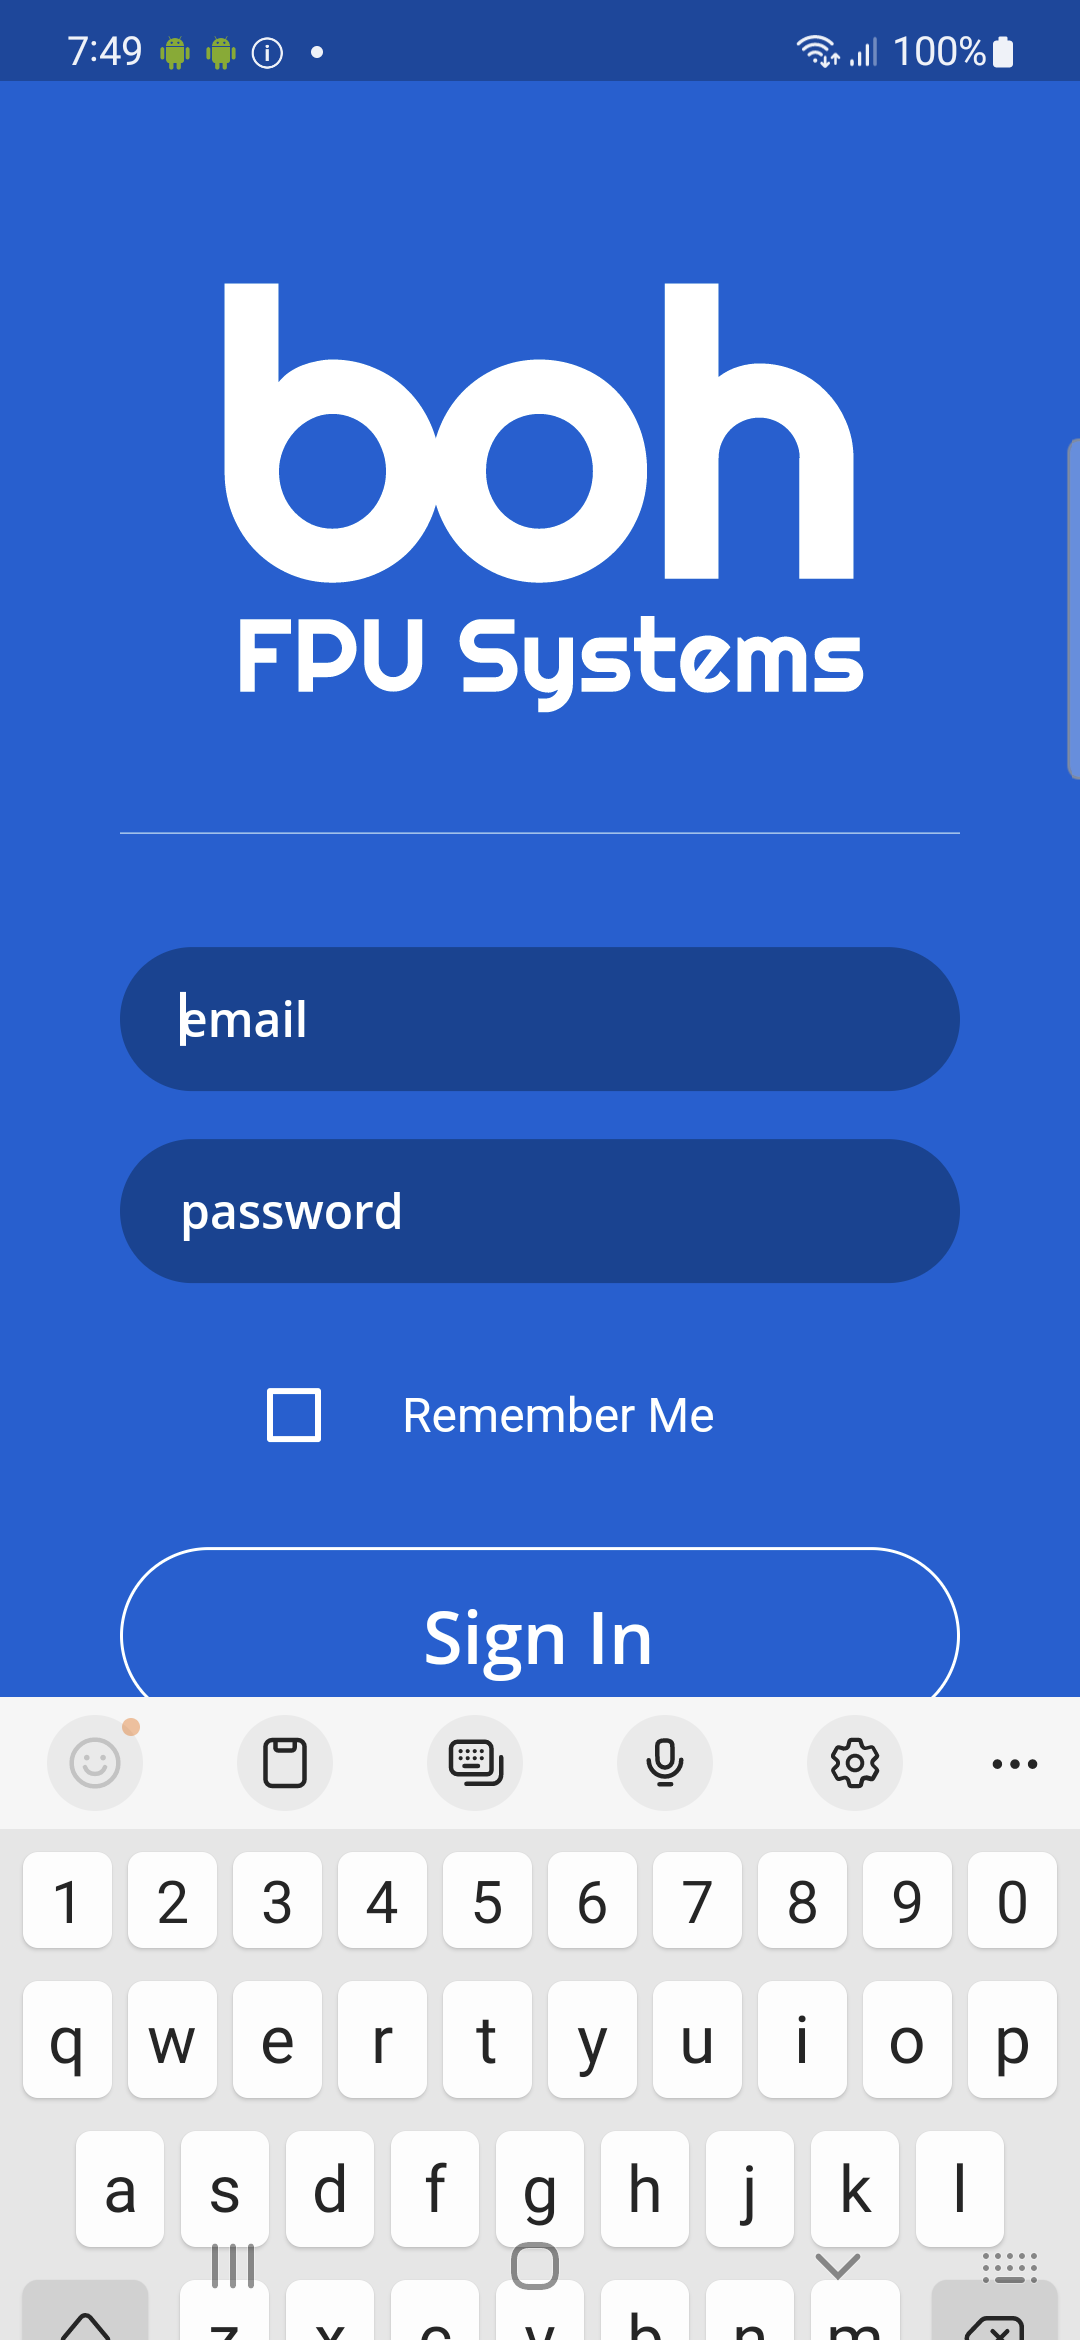 7:49 100%
boh
FPU Systems
email
password
Remember Me
Sign In
1 2 3 4 5 6 7 8 9 0
q w e r t y u i o p
a s d f g h j k l
z x c v b n m